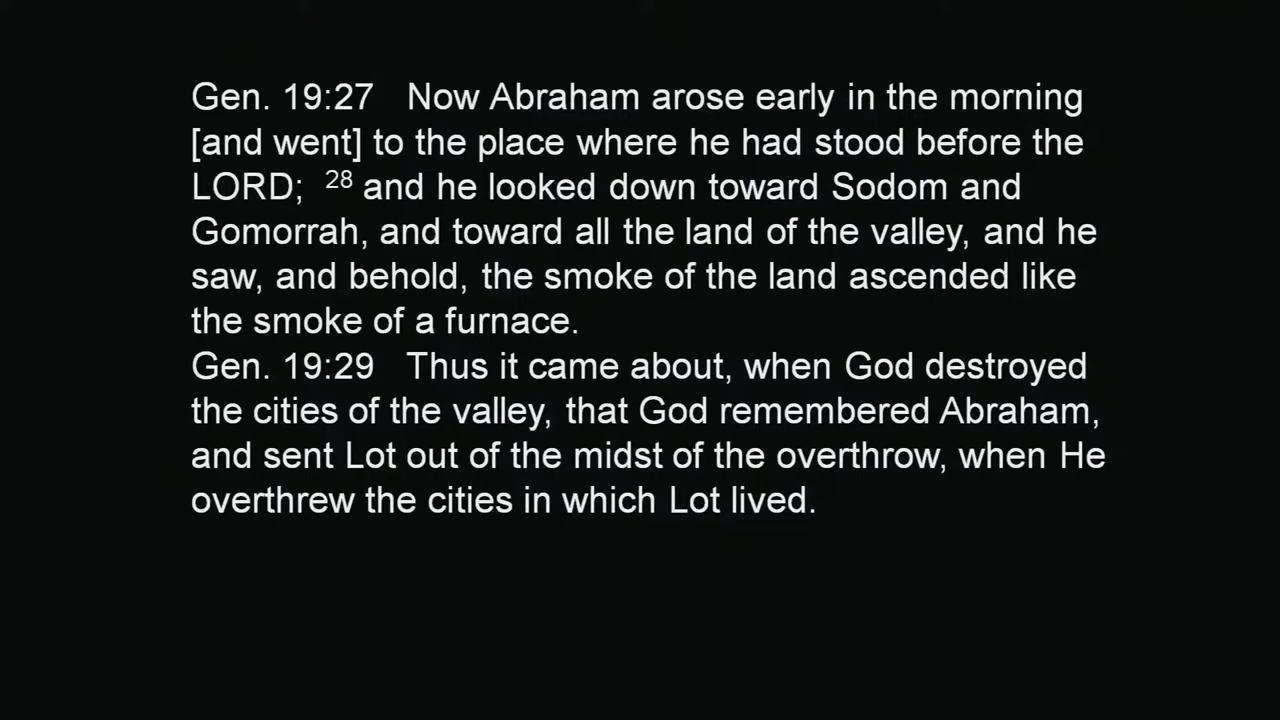 Gen. 19:27 Now Abraham arose early in the morning
[and went] to the place where he had stood before the
LORD; 28 and he looked down toward Sodom and
Gomorrah, and toward all the land of the valley, and he
saw, and behold, the smoke of the land ascended like
the smoke of a furnace.
Gen. 19:29 Thus it came about, when God destroyed
the cities of the valley, that God remembered Abraham,
and sent Lot out of the midst of the overthrow, when He
overthrew the cities in which Lot lived.